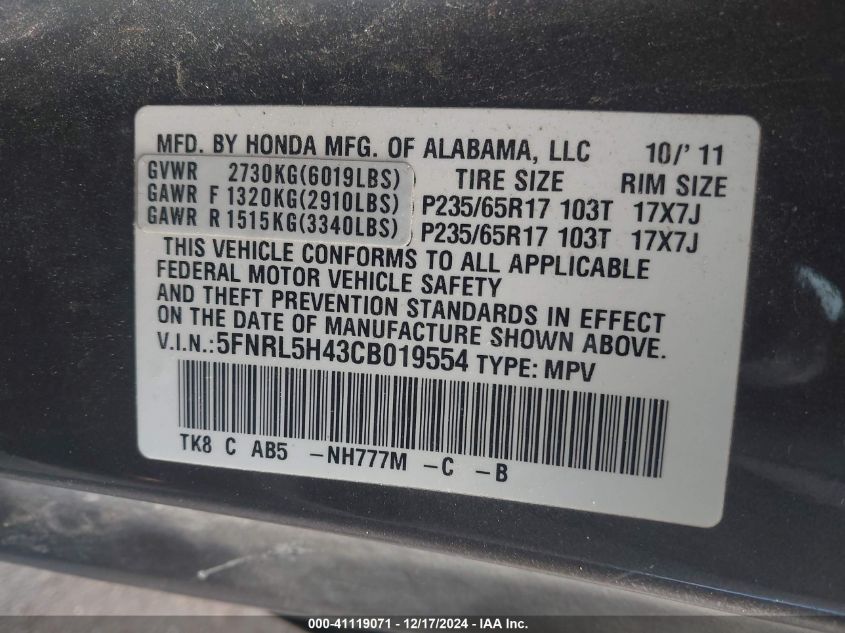 MFD. BY HONDA MFG. OF ALABAMA, LLC 10/'11
GVWR 2730KG(6019LBS) TIRE SIZE RIM SIZE
GAWR F 1320KG(2910LBS) P235/65R17 103T 17X7J
GAWR R 1515KG(3340LBS) P235/65R17 103T 17X7J
THIS VEHICLE CONFORMS TO ALL APPLICABLE
FEDERAL MOTOR VEHICLE SAFETY
AND THEFT PREVENTION STANDARDS IN EFFECT
ON THE DATE OF MANUFACTURE SHOWN ABOVE.
V.I.N.:5FNRL5H43CB019554 TYPE: MPV
TK8 C AB5 -NH777M -C -B
000-41119071 - 12/17/2024 - IAA Inc.